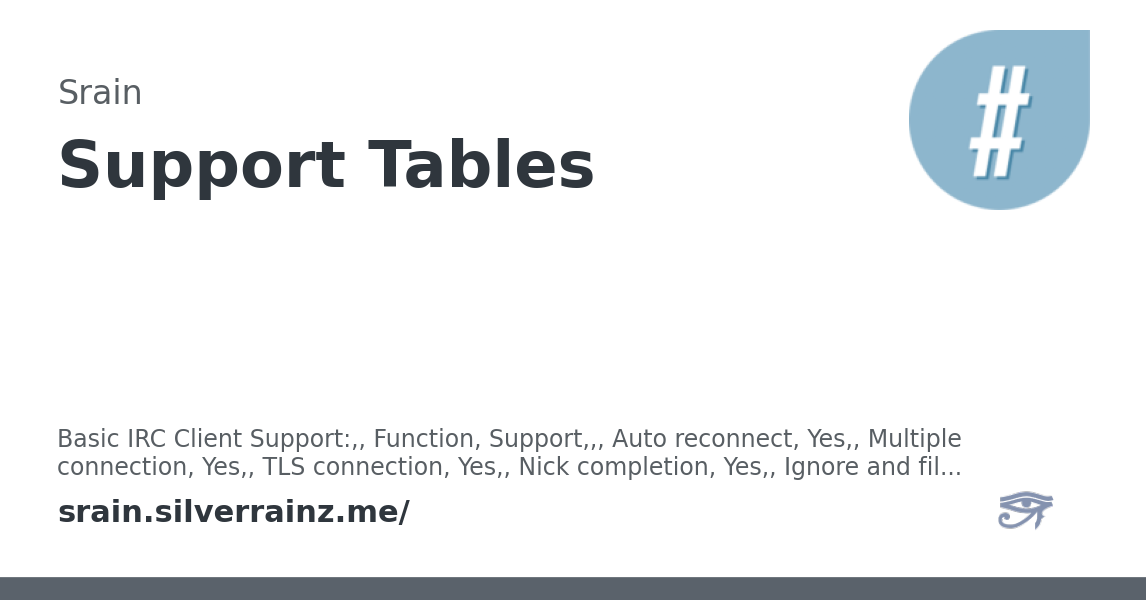 Srain
#
Support Tables
Basic IRC Client Support:,, Function, Support,,, Auto reconnect, Yes,, Multiple
connection, Yes,, TLS connection, Yes,, Nick completion, Yes,, Ignore and fil...
srain.silverrainz.me/